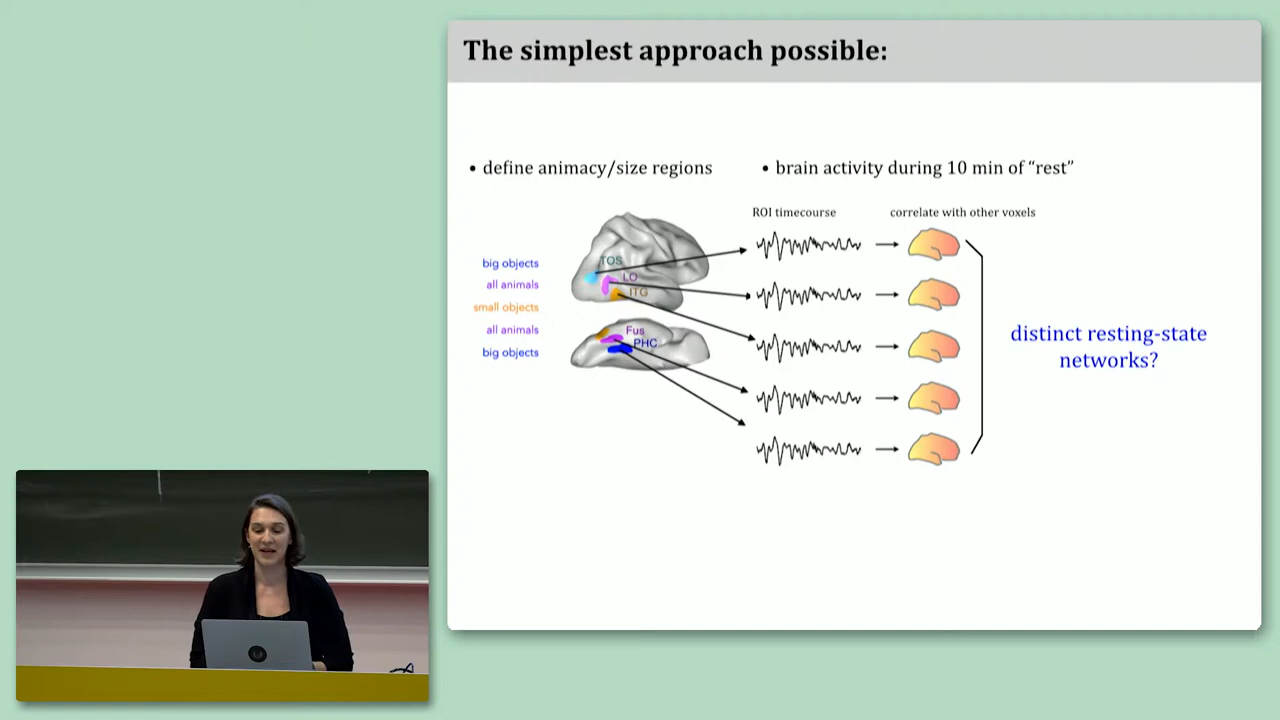 The simplest approach possible:
• define animacy/size regions
• brain activity during 10 min of “rest”
ROI timecourse
correlate with other voxels
big objects
all animals
small objects
all animals
big objects
TOS
LO
ITG
Fus
PHC
distinct resting-state
networks?